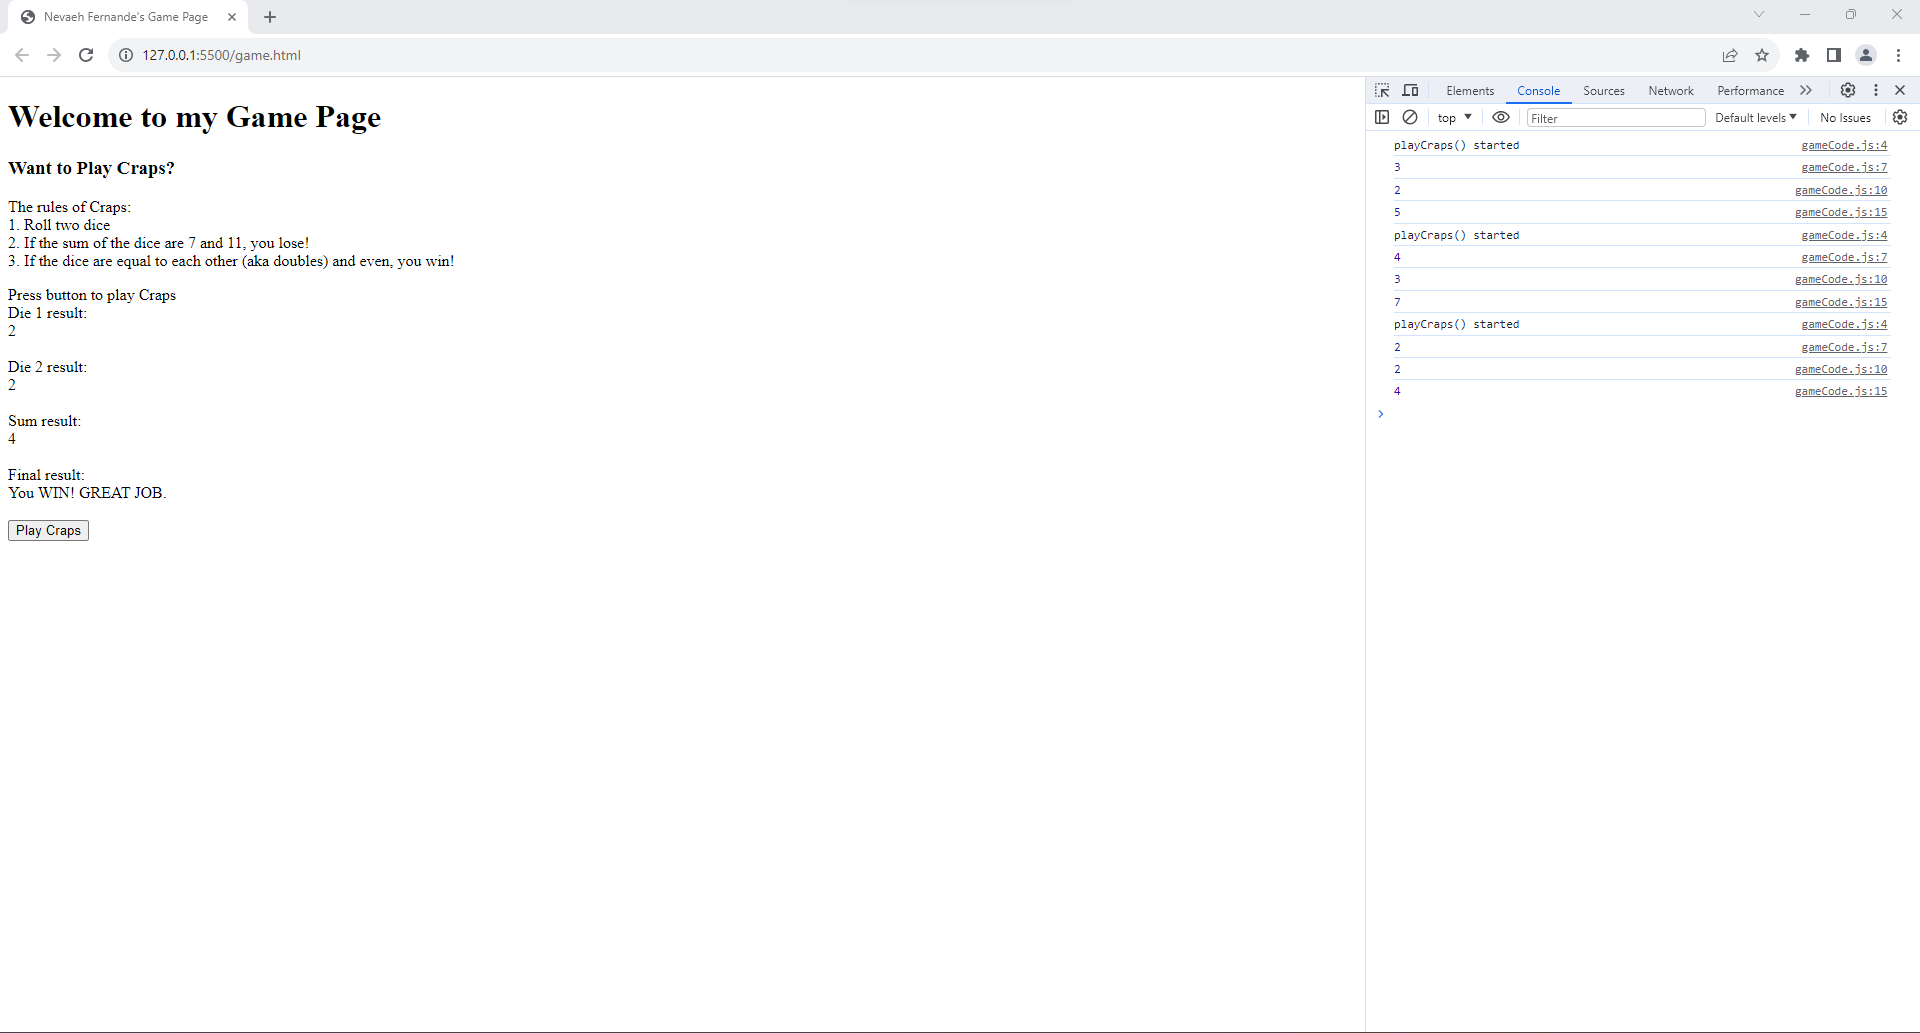 Nevaeh Fernande's Game Page
127.0.0.1:5500/game.html
Welcome to my Game Page
Want to Play Craps?
The rules of Craps:
1. Roll two dice
2. If the sum of the dice are 7 and 11, you lose!
3. If the dice are equal to each other (aka doubles) and even, you win!
Press button to play Craps
Die 1 result:
2
Die 2 result:
2
Sum result:
4
Final result:
You WIN! GREAT JOB.
Play Craps
Elements Console Sources Network Performance
top Filter Default levels No Issues
playCraps() started gameCode.js:4
3 gameCode.js:7
2 gameCode.js:10
5 gameCode.js:15
playCraps() started gameCode.js:4
4 gameCode.js:7
3 gameCode.js:10
7 gameCode.js:15
playCraps() started gameCode.js:4
2 gameCode.js:7
2 gameCode.js:10
4 gameCode.js:15